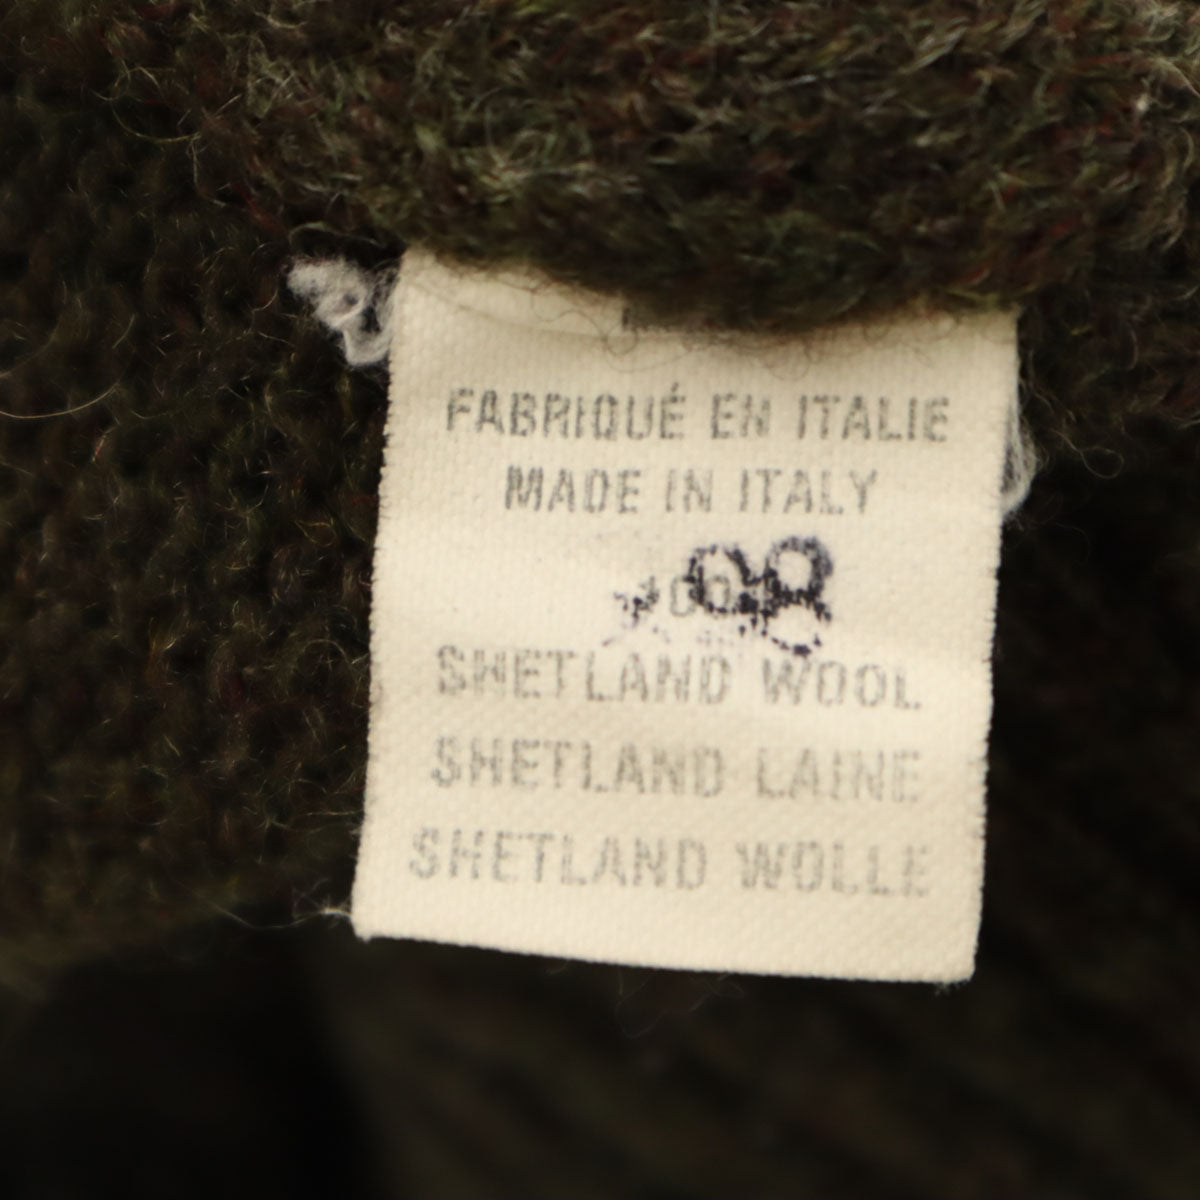 FABRIQUÉ EN ITALIE
MADE IN ITALY
SHETLAND WOOL
SHETLAND LAINE
SHETLAND WOLLE